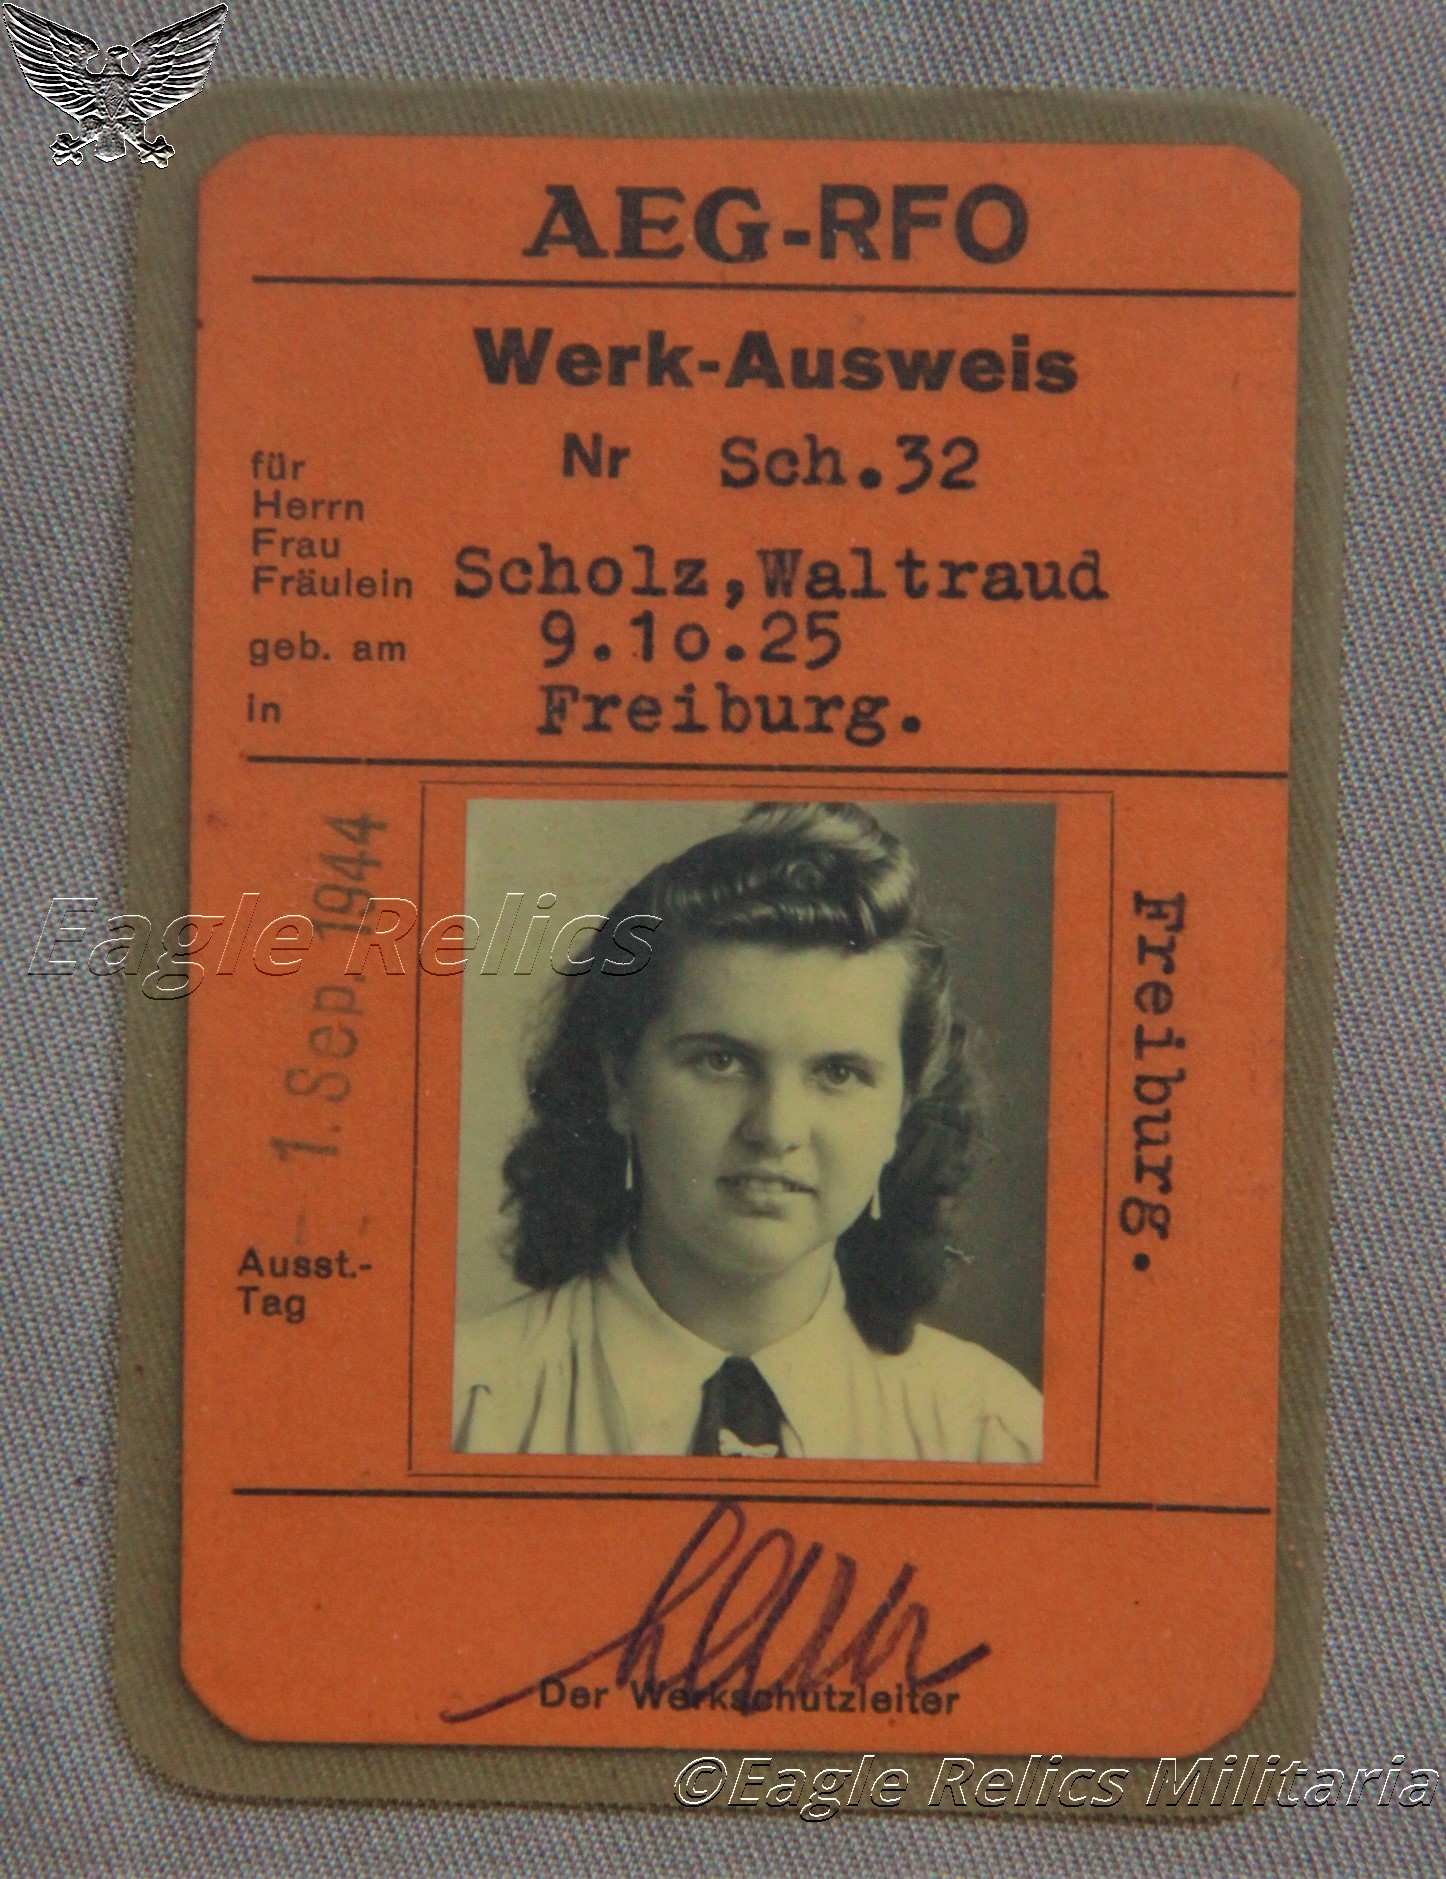 AEG-RFO
Werk-Ausweis
Nr Sch.32
für
Herrn
Frau
Fräulein Scholz,Waltraud
geb. am 9.1o.25
in Freiburg.
1. Sep. 1944
Ausst.-
Tag
Freiburg.
Der Werkschutzleiter
Eagle Relics
©Eagle Relics Militaria